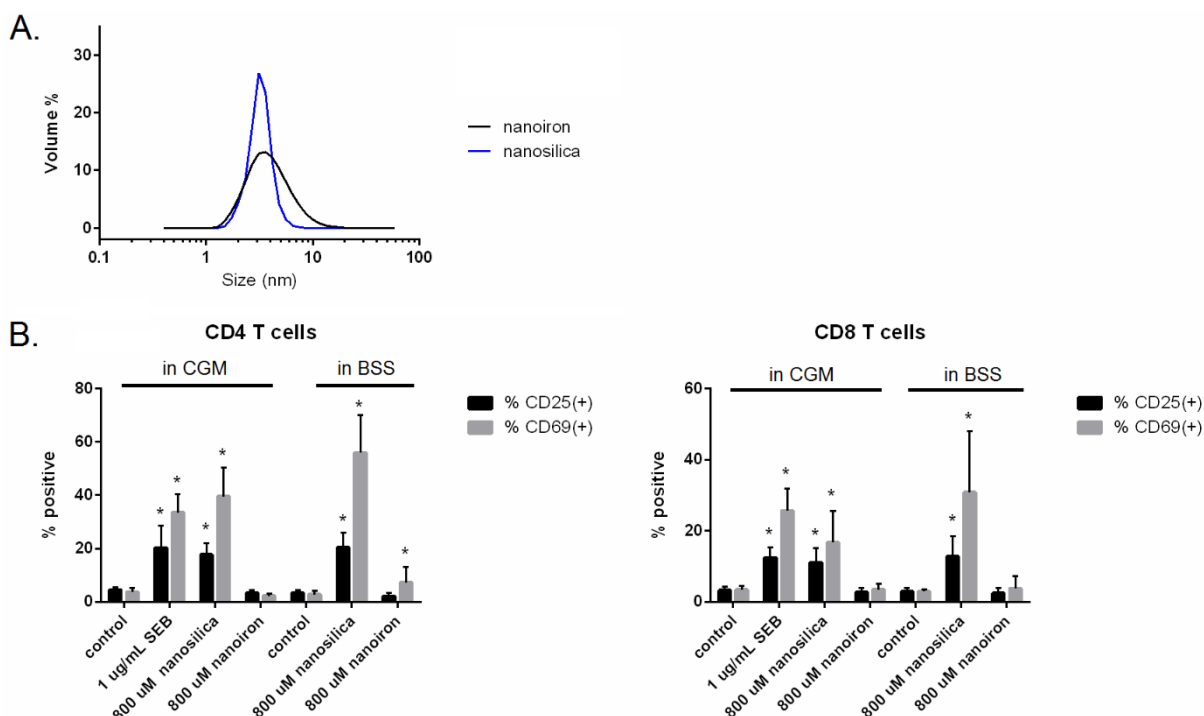 A.
30
20
10
0
Volume %
0.1 1 10 100
Size (nm)
nanoiron
nanosilica
B.
CD4 T cells
in CGM in BSS
80
60
40
20
0
% positive
* * * * * * *
% CD25(+)
% CD69(+)
control
1 ug/mL SEB
800 uM nanosilica
800 uM nanoiron
control
800 uM nanosilica
800 uM nanoiron
CD8 T cells
in CGM in BSS
60
40
20
0
% positive
* * * * * *
% CD25(+)
% CD69(+)
control
1 ug/mL SEB
800 uM nanosilica
800 uM nanoiron
control
800 uM nanosilica
800 uM nanoiron